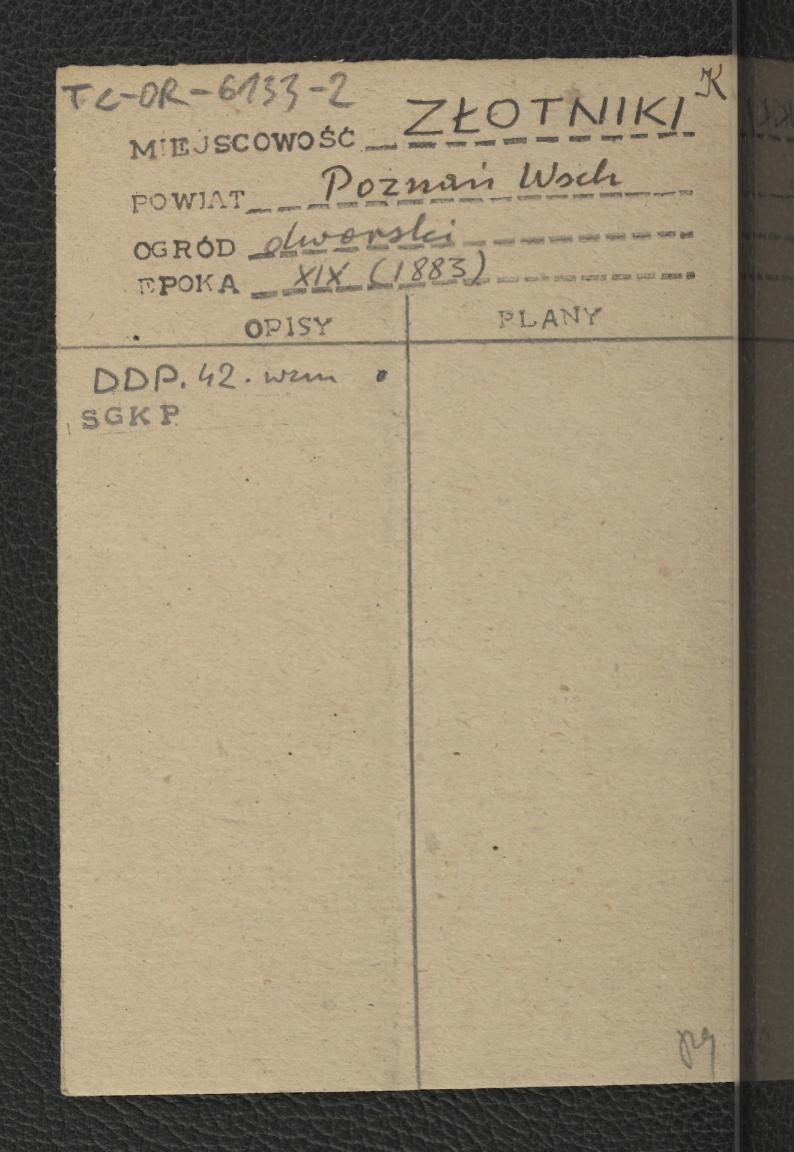 TC-OR-6133-2
K
MIEJSCOWOŚĆ ZŁOTNIKI
POWIAT Poznań Wsch
OGRÓD dworski
EPOKA XIX (1883)
OPISY PLANY
DDP. 42. wzm
SGKP